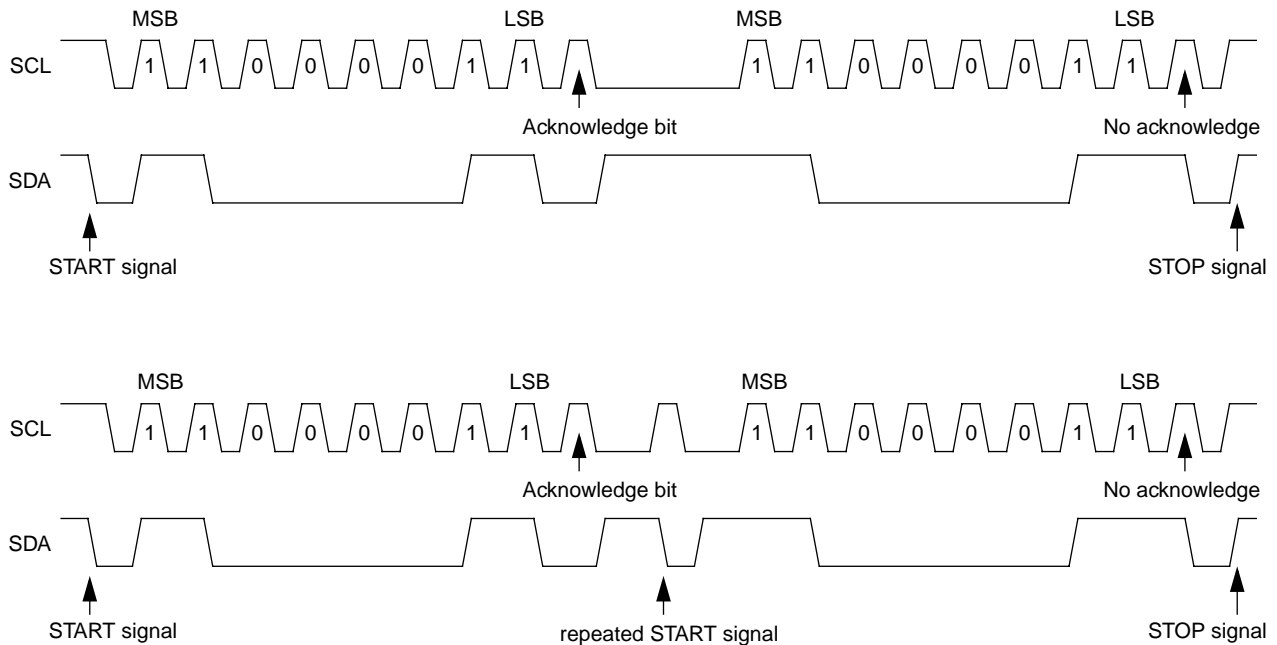 MSB LSB MSB LSB
SCL 1 1 0 0 0 0 1 1 1 1 0 0 0 0 1 1
Acknowledge bit No acknowledge
SDA
START signal STOP signal
MSB LSB MSB LSB
SCL 1 1 0 0 0 0 1 1 1 1 0 0 0 0 1 1
Acknowledge bit No acknowledge
SDA
START signal repeated START signal STOP signal